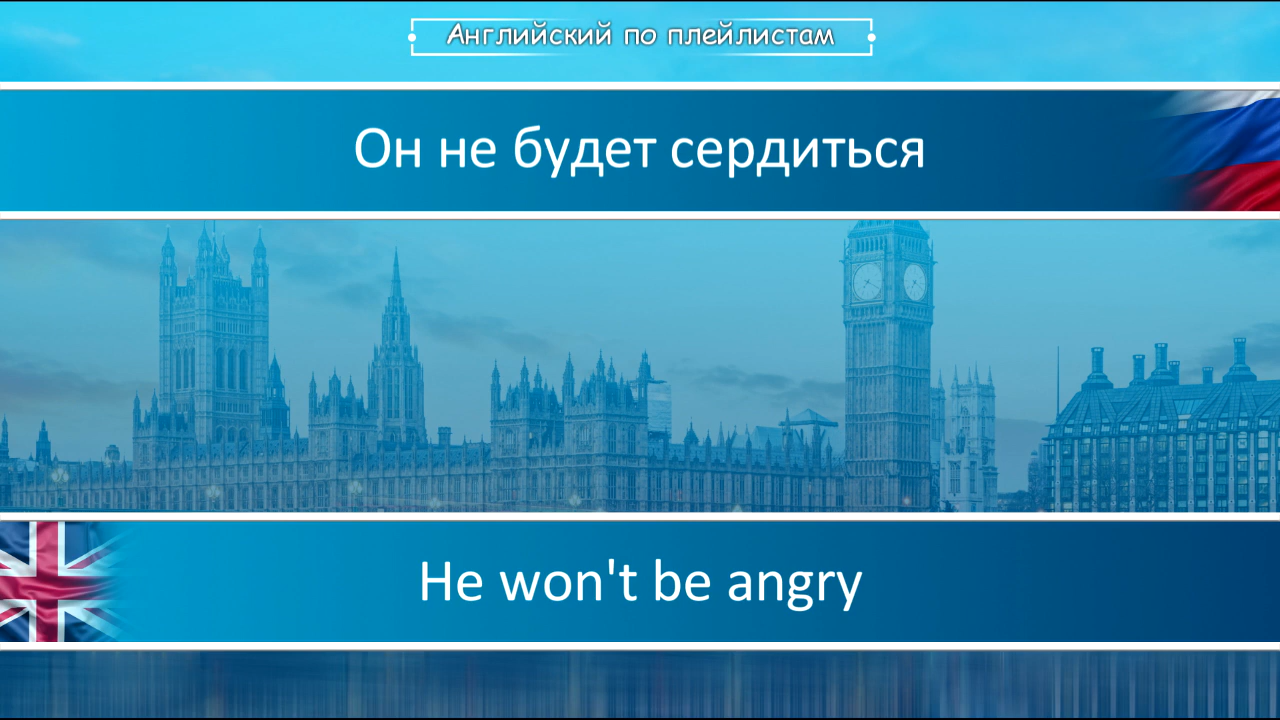 Английский по плейлистам
Он не будет сердиться
He won't be angry